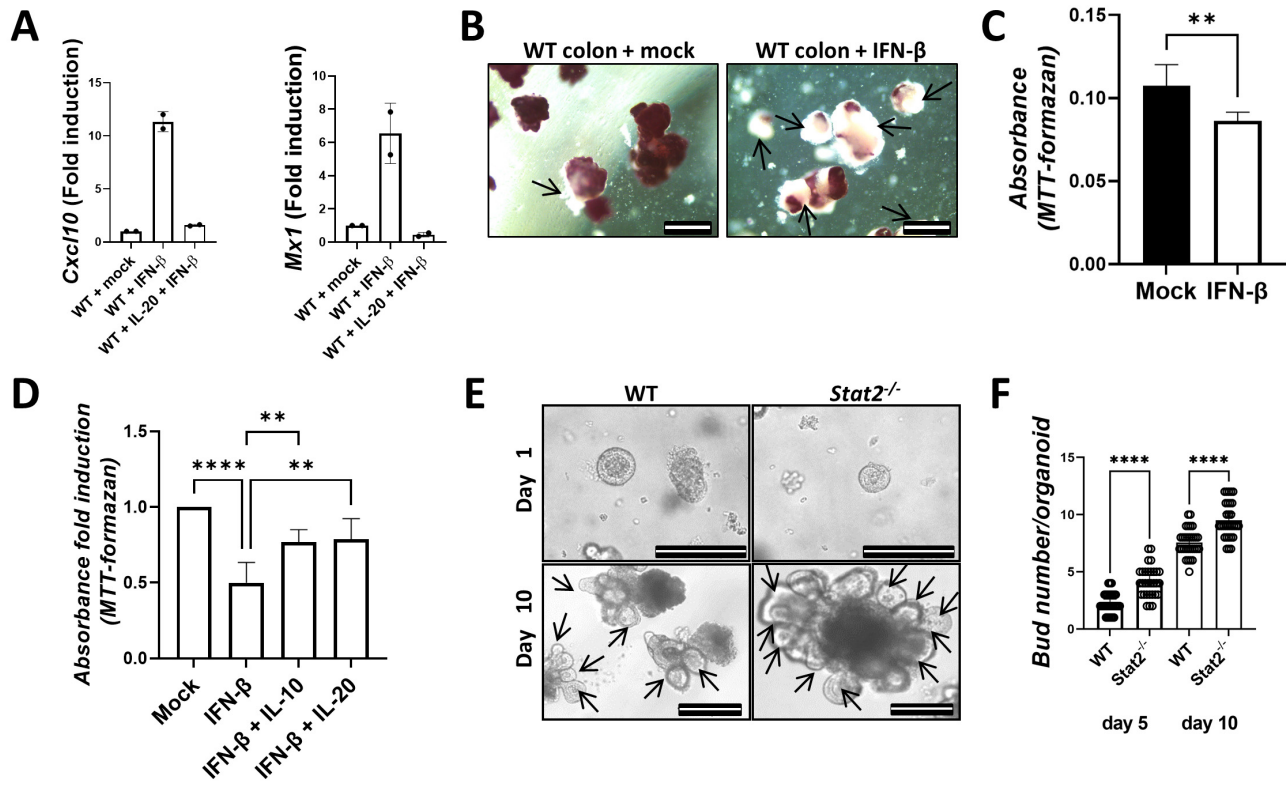 A
Cxcl10 (Fold induction)
15
10
5
0
WT + mock
WT + IFN-β
WT + IL-20 + IFN-β
Mx1 (Fold induction)
10
8
6
4
2
0
WT + mock
WT + IFN-β
WT + IL-20 + IFN-β
B
WT colon + mock
WT colon + IFN-β
C
Absorbance
(MTT-formazan)
0.15
0.10
0.05
0.00
**
Mock
IFN-β
D
Absorbance fold induction
(MTT-formazan)
1.5
1.0
0.5
0.0
**
****
**
Mock
IFN-β
IFN-β + IL-10
IFN-β + IL-20
E
WT
Stat2-/-
Day 1
Day 10
F
Bud number/organoid
15
10
5
0
****
****
WT
Stat2-/-
WT
Stat2-/-
day 5
day 10